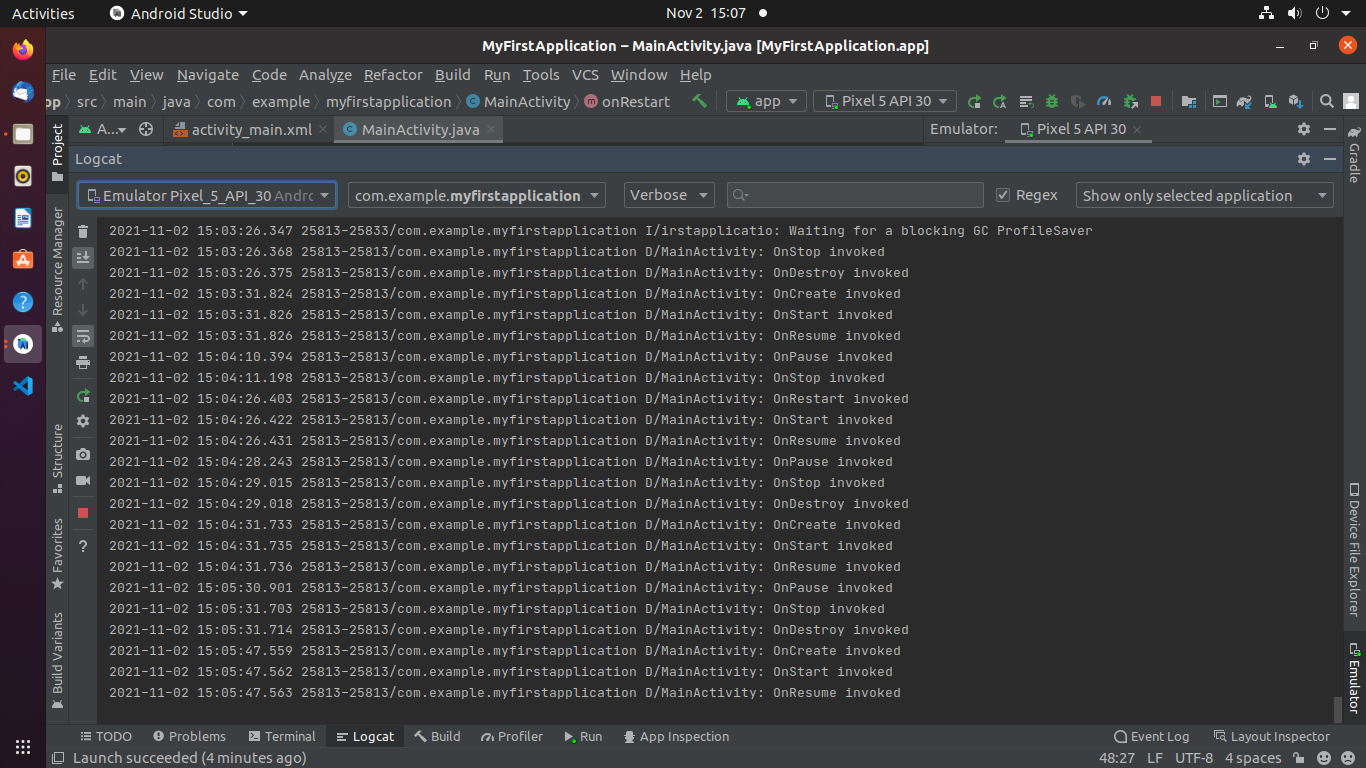 Activities Android Studio Nov 2 15:07
MyFirstApplication – MainActivity.java [MyFirstApplication.app]
File Edit View Navigate Code Analyze Refactor Build Run Tools VCS Window Help
op src main java com example myfirstapplication MainActivity onRestart app Pixel 5 API 30
A... activity_main.xml MainActivity.java Emulator: Pixel 5 API 30
Logcat
Emulator Pixel_5_API_30 Andrc com.example.myfirstapplication Verbose Regex Show only selected application
2021-11-02 15:03:26.347 25813-25833/com.example.myfirstapplication I/irstapplicatio: Waiting for a blocking GC ProfileSaver
2021-11-02 15:03:26.368 25813-25813/com.example.myfirstapplication D/MainActivity: OnStop invoked
2021-11-02 15:03:26.375 25813-25813/com.example.myfirstapplication D/MainActivity: OnDestroy invoked
2021-11-02 15:03:31.824 25813-25813/com.example.myfirstapplication D/MainActivity: OnCreate invoked
2021-11-02 15:03:31.826 25813-25813/com.example.myfirstapplication D/MainActivity: OnStart invoked
2021-11-02 15:03:31.826 25813-25813/com.example.myfirstapplication D/MainActivity: OnResume invoked
2021-11-02 15:04:10.394 25813-25813/com.example.myfirstapplication D/MainActivity: OnPause invoked
2021-11-02 15:04:11.198 25813-25813/com.example.myfirstapplication D/MainActivity: OnStop invoked
2021-11-02 15:04:26.403 25813-25813/com.example.myfirstapplication D/MainActivity: OnRestart invoked
2021-11-02 15:04:26.422 25813-25813/com.example.myfirstapplication D/MainActivity: OnStart invoked
2021-11-02 15:04:26.431 25813-25813/com.example.myfirstapplication D/MainActivity: OnResume invoked
2021-11-02 15:04:28.243 25813-25813/com.example.myfirstapplication D/MainActivity: OnPause invoked
2021-11-02 15:04:29.015 25813-25813/com.example.myfirstapplication D/MainActivity: OnStop invoked
2021-11-02 15:04:29.018 25813-25813/com.example.myfirstapplication D/MainActivity: OnDestroy invoked
2021-11-02 15:04:31.733 25813-25813/com.example.myfirstapplication D/MainActivity: OnCreate invoked
2021-11-02 15:04:31.735 25813-25813/com.example.myfirstapplication D/MainActivity: OnStart invoked
2021-11-02 15:04:31.736 25813-25813/com.example.myfirstapplication D/MainActivity: OnResume invoked
2021-11-02 15:05:30.901 25813-25813/com.example.myfirstapplication D/MainActivity: OnPause invoked
2021-11-02 15:05:31.703 25813-25813/com.example.myfirstapplication D/MainActivity: OnStop invoked
2021-11-02 15:05:31.714 25813-25813/com.example.myfirstapplication D/MainActivity: OnDestroy invoked
2021-11-02 15:05:47.559 25813-25813/com.example.myfirstapplication D/MainActivity: OnCreate invoked
2021-11-02 15:05:47.562 25813-25813/com.example.myfirstapplication D/MainActivity: OnStart invoked
2021-11-02 15:05:47.563 25813-25813/com.example.myfirstapplication D/MainActivity: OnResume invoked
Project
Resource Manager
Structure
Favorites
Build Variants
Gradle
Device File Explorer
Emulator
TODO Problems Terminal Logcat Build Profiler Run App Inspection Event Log Layout Inspector
Launch succeeded (4 minutes ago) 48:27 LF UTF-8 4 spaces